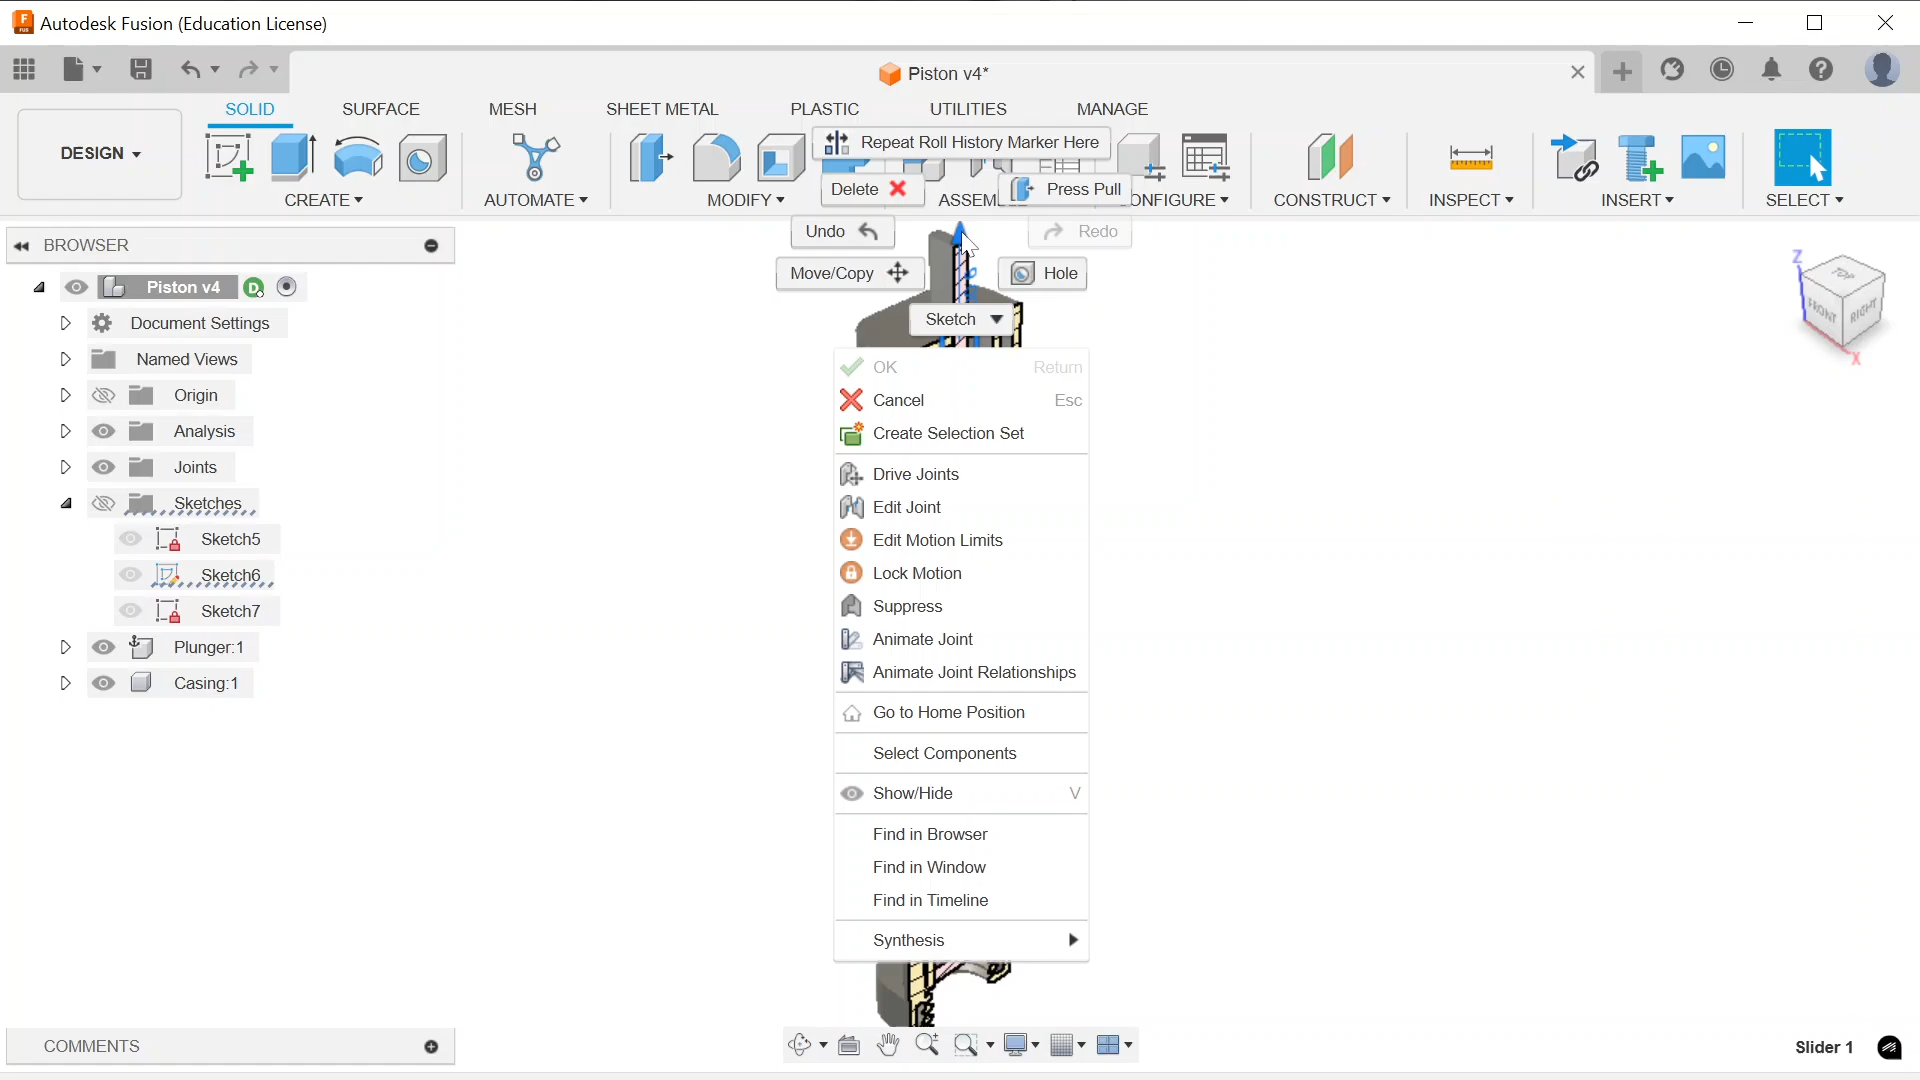 Autodesk Fusion (Education License)
Piston v4*
SOLID
SURFACE
MESH
SHEET METAL
PLASTIC
UTILITIES
MANAGE
DESIGN
Repeat Roll History Marker Here
Delete
Press Pull
CREATE
AUTOMATE
MODIFY
ASSEM
ONFIGURE
CONSTRUCT
INSPECT
INSERT
SELECT
Undo
Redo
BROWSER
Move/Copy
Hole
Sketch
TOP
FRONT
RIGHT
Z
X
Piston v4
Document Settings
Named Views
Origin
Analysis
Joints
Sketches
Sketch5
Sketch6
Sketch7
Plunger:1
Casing:1
OK Return
Cancel Esc
Create Selection Set
Drive Joints
Edit Joint
Edit Motion Limits
Lock Motion
Suppress
Animate Joint
Animate Joint Relationships
Go to Home Position
Select Components
Show/Hide V
Find in Browser
Find in Window
Find in Timeline
Synthesis
COMMENTS
Slider 1